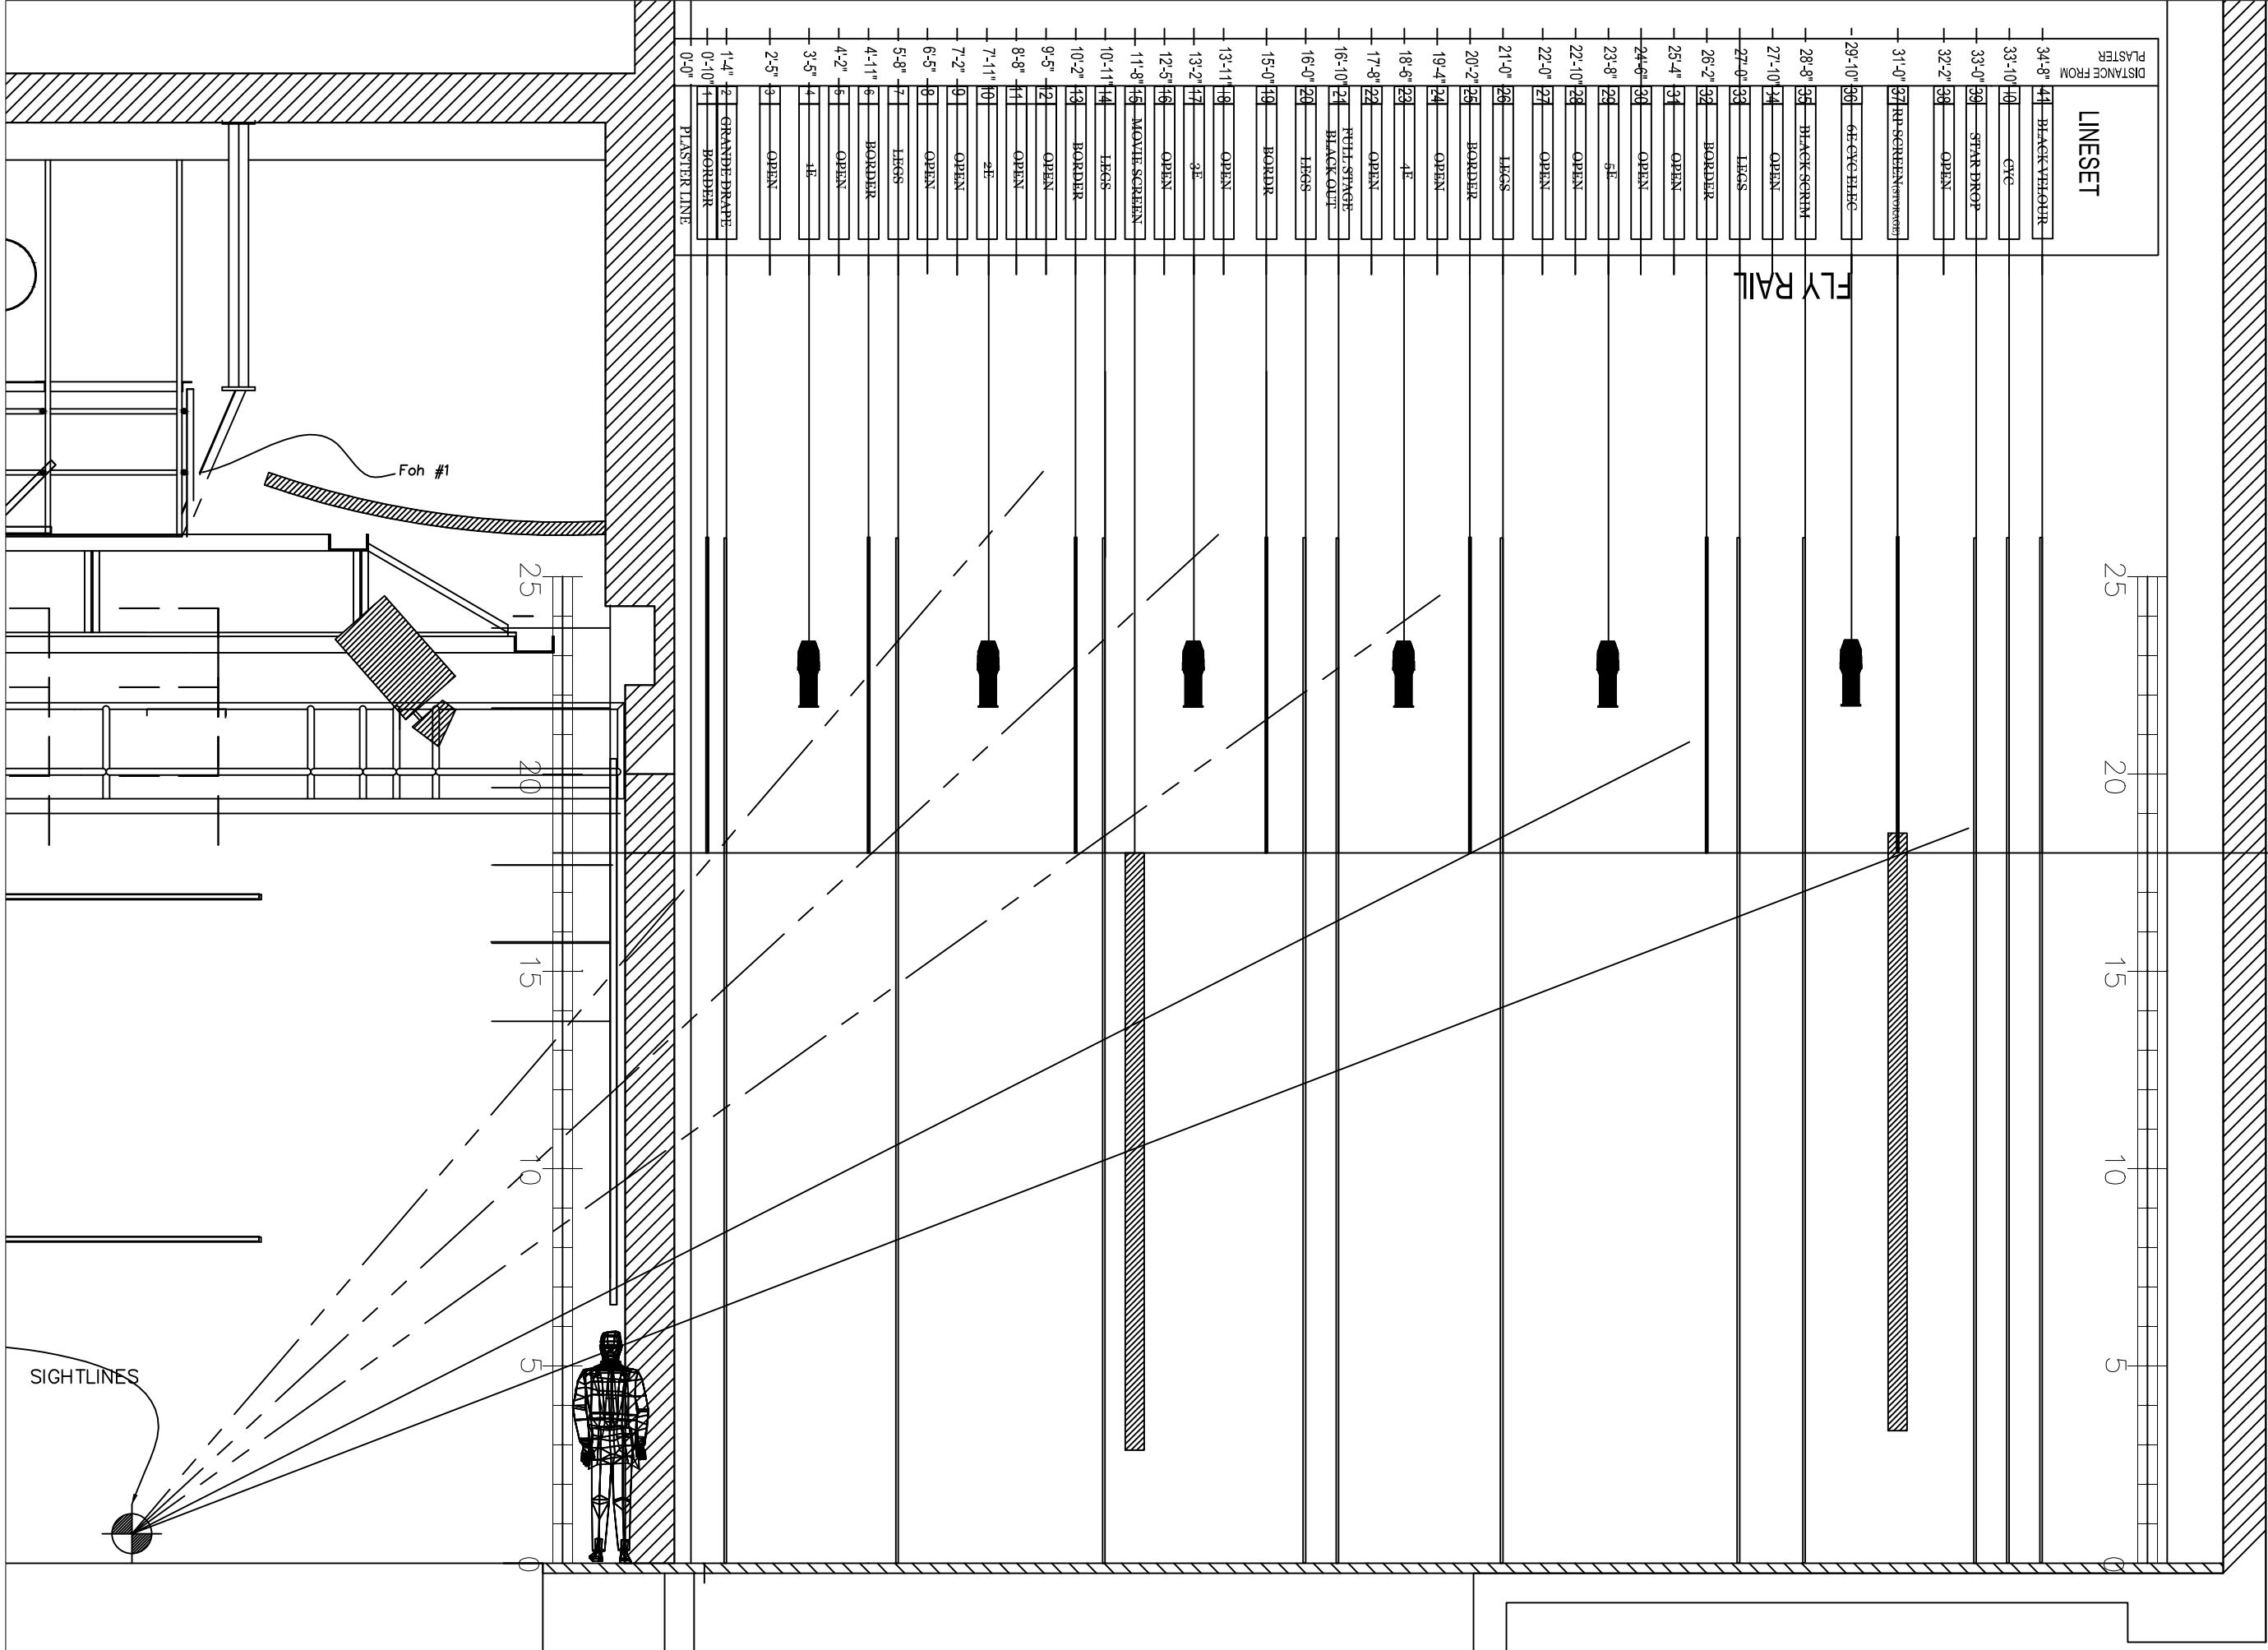 DISTANCE FROM
PLASTER
LINESET
FLY RAIL
0'-0" PLASTER LINE
0'-10" 1 BORDER
1'-4" 2 GRANDE DRAPE
2'-5" 3 OPEN
3'-5" 4 1E
4'-2" 5 OPEN
4'-11" 6 BORDER
5'-8" 7 LEGS
6'-5" 8 OPEN
7'-2" 9 OPEN
7'-11" 10 2E
8'-8" 11 OPEN
9'-5" 12 OPEN
10'-2" 13 BORDER
10'-11" 14 LEGS
11'-8" 15 MOVIE SCREEN
12'-5" 16 OPEN
13'-2" 17 3E
13'-11" 18 OPEN
15'-0" 19 BORDR
16'-0" 20 LEGS
16'-10" 21 FULL STAGE
BLACK OUT
17'-8" 22 OPEN
18'-6" 23 4E
19'-4" 24 OPEN
20'-2" 25 BORDER
21'-0" 26 LEGS
22'-0" 27 OPEN
22'-10" 28 OPEN
23'-8" 29 5E
24'-6" 30 OPEN
25'-4" 31 OPEN
26'-2" 32 BORDER
27'-0" 33 LEGS
27'-10" 34 OPEN
28'-8" 35 BLACK SCRIM
29'-10" 36 6E CYC ELEC
31'-0" 37 RP SCREEN(STORAGE)
32'-2" 38 OPEN
33'-0" 39 STAR DROP
33'-10" 40 CYC
34'-8" 41 BLACK VELOUR
Foh #1
25
20
15
10
5
0
25
20
15
10
5
0
SIGHTLINES